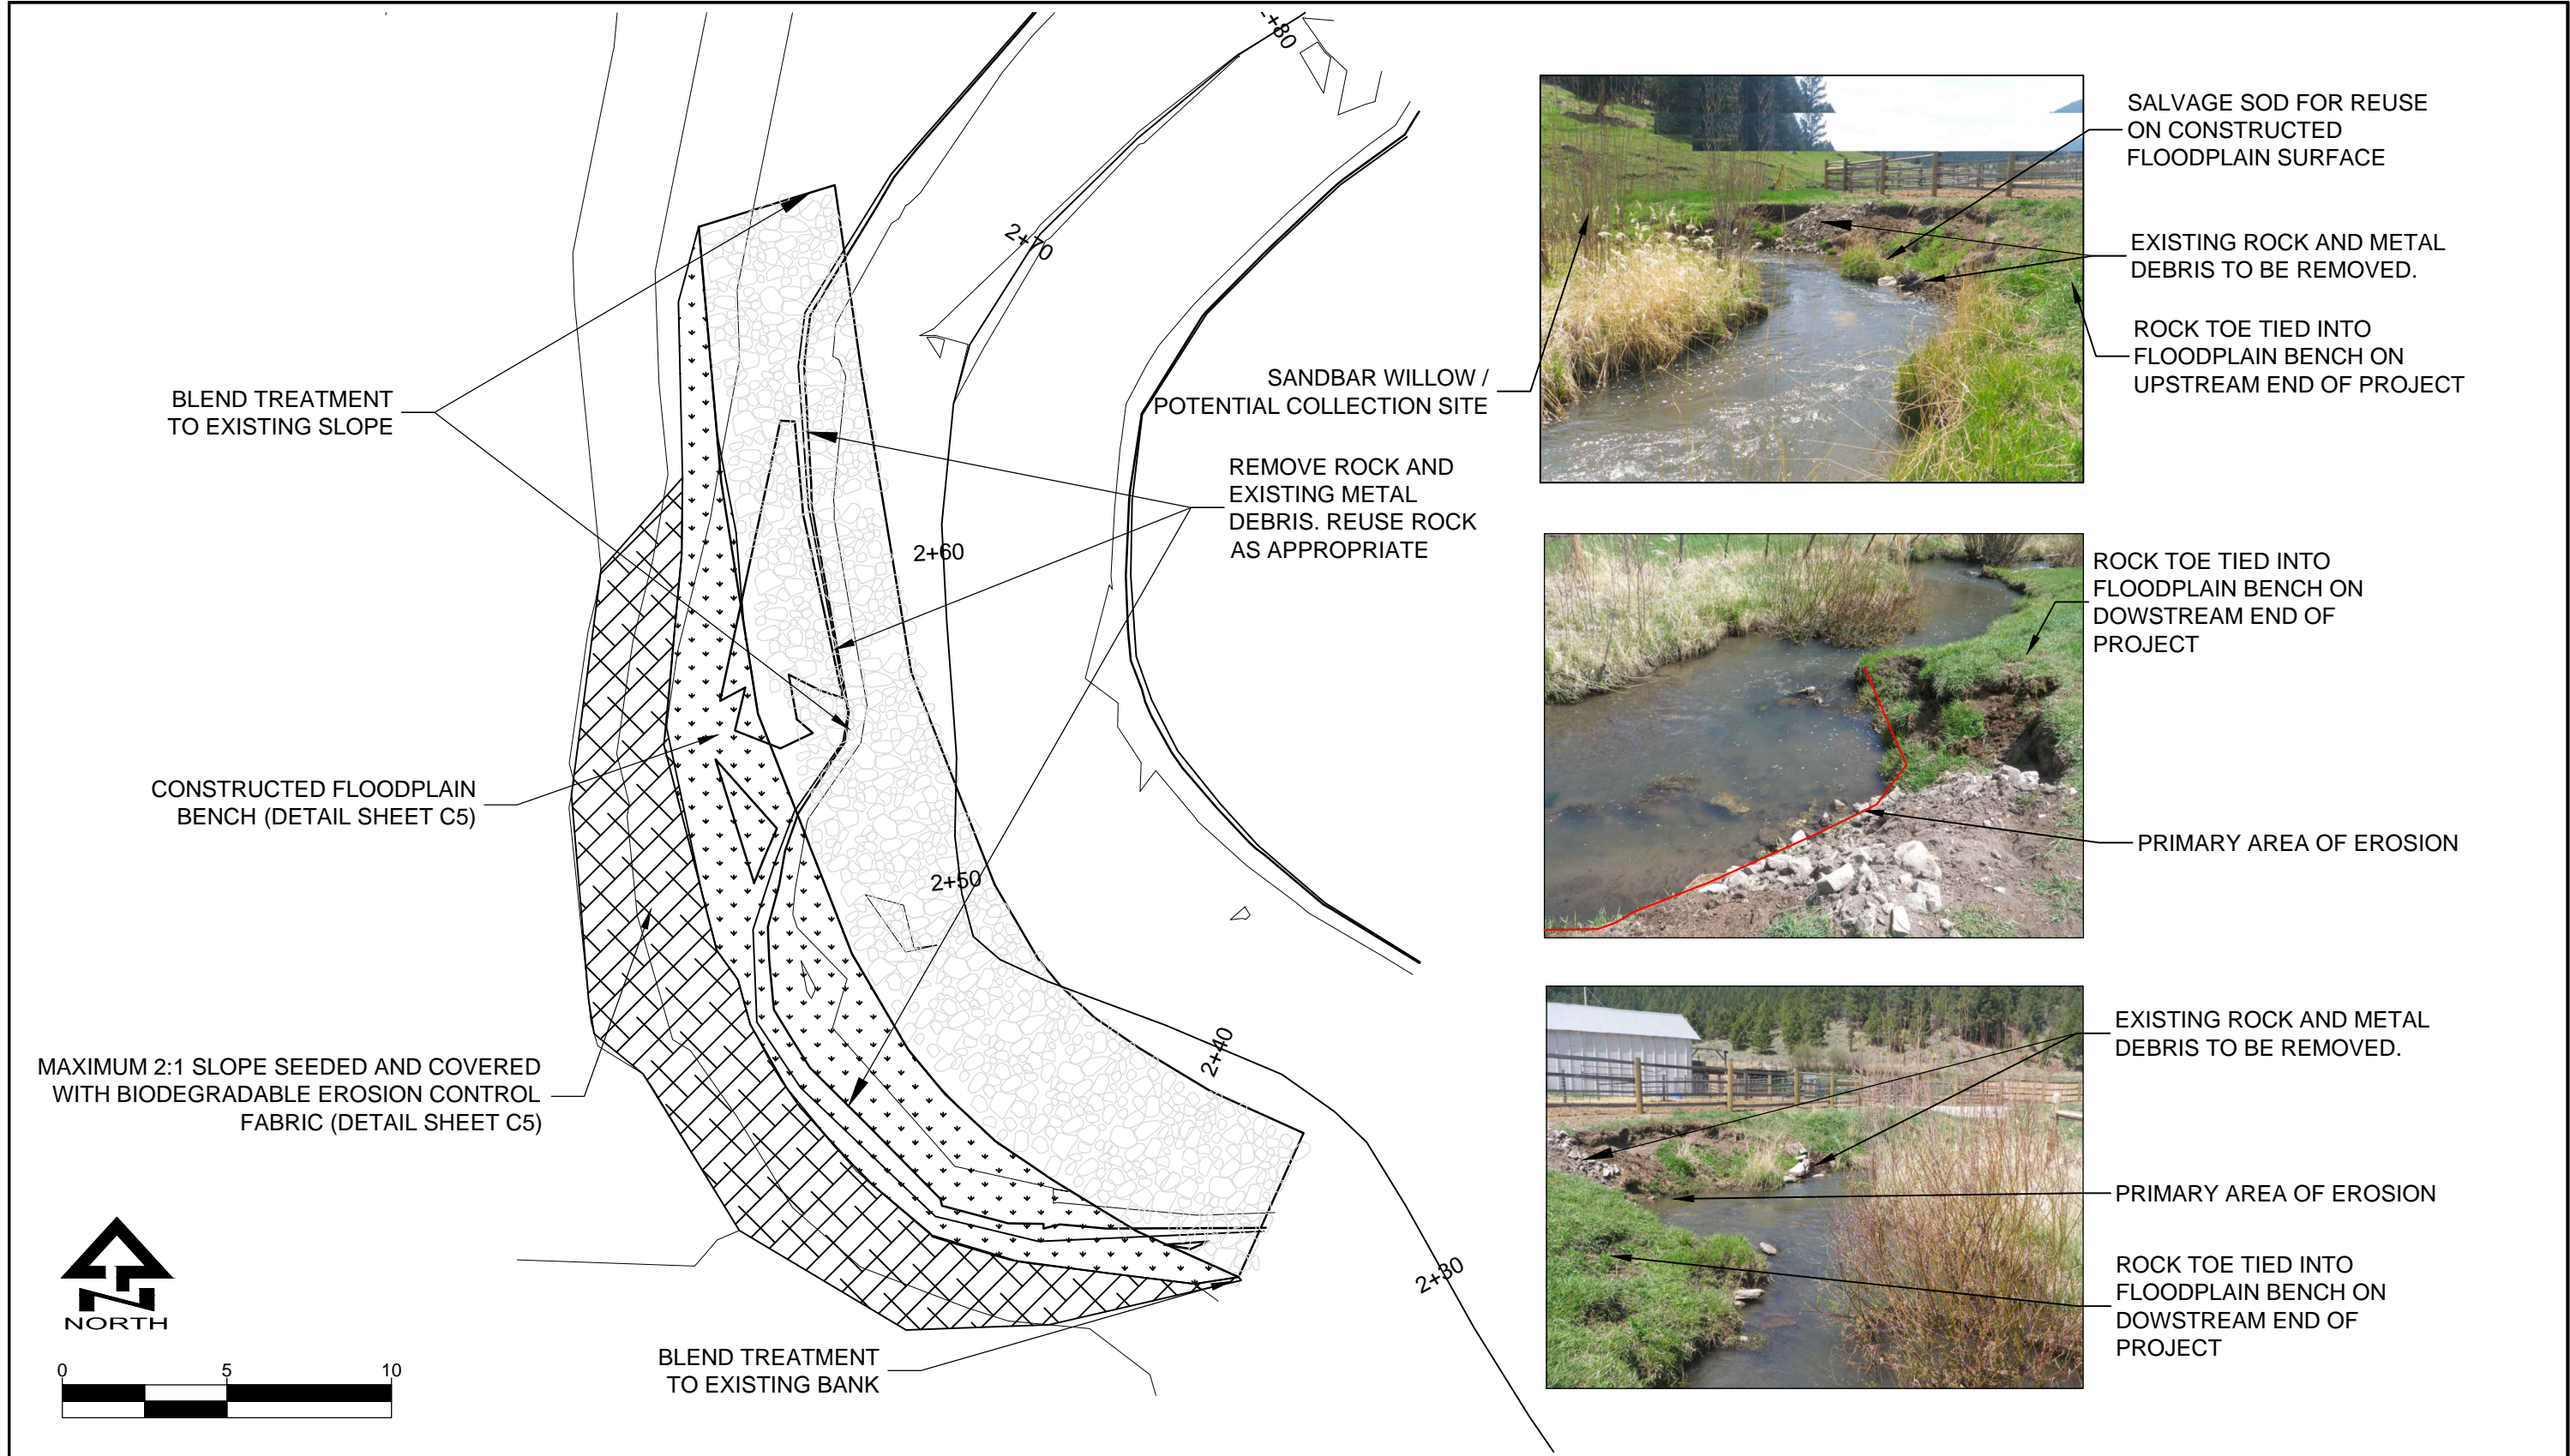 BLEND TREATMENT
TO EXISTING SLOPE
CONSTRUCTED FLOODPLAIN
BENCH (DETAIL SHEET C5)
MAXIMUM 2:1 SLOPE SEEDED AND COVERED
WITH BIODEGRADABLE EROSION CONTROL
FABRIC (DETAIL SHEET C5)
NORTH
0 5 10
BLEND TREATMENT
TO EXISTING BANK
2+70
2+60
2+50
2+40
2+30
SANDBAR WILLOW /
POTENTIAL COLLECTION SITE
REMOVE ROCK AND
EXISTING METAL
DEBRIS. REUSE ROCK
AS APPROPRIATE
SALVAGE SOD FOR REUSE
ON CONSTRUCTED
FLOODPLAIN SURFACE
EXISTING ROCK AND METAL
DEBRIS TO BE REMOVED.
ROCK TOE TIED INTO
FLOODPLAIN BENCH ON
UPSTREAM END OF PROJECT
ROCK TOE TIED INTO
FLOODPLAIN BENCH ON
DOWSTREAM END OF
PROJECT
PRIMARY AREA OF EROSION
EXISTING ROCK AND METAL
DEBRIS TO BE REMOVED.
PRIMARY AREA OF EROSION
ROCK TOE TIED INTO
FLOODPLAIN BENCH ON
DOWSTREAM END OF
PROJECT